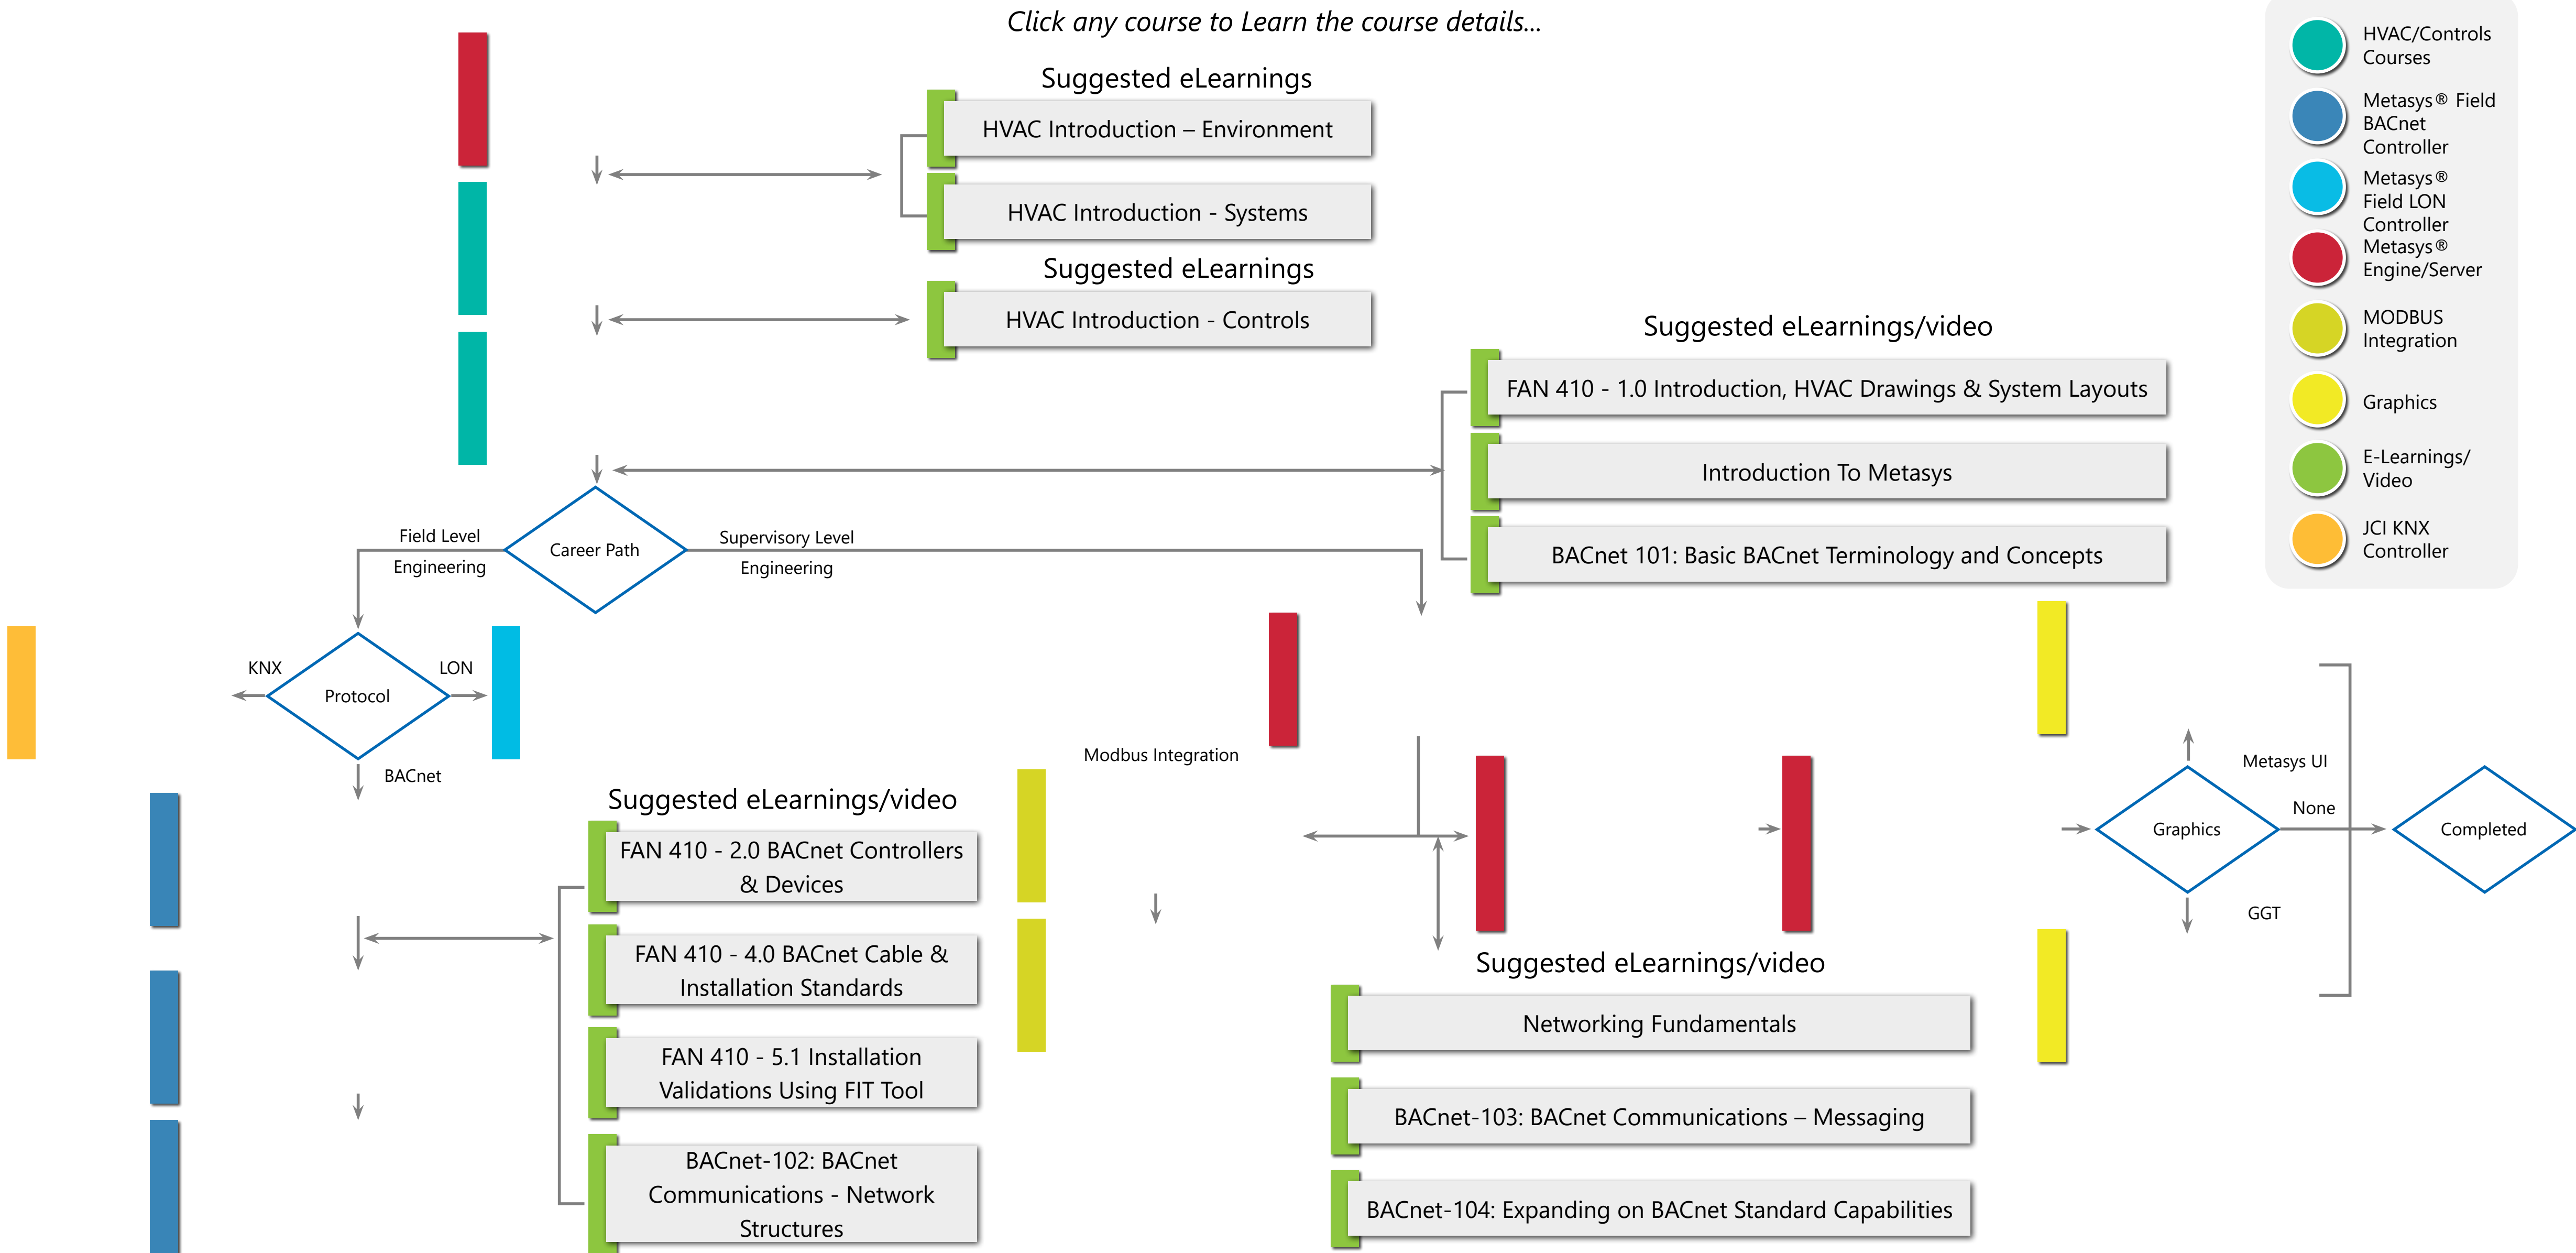 Click any course to Learn the course details...
Suggested eLearnings
HVAC Introduction – Environment
HVAC Introduction - Systems
Suggested eLearnings
HVAC Introduction - Controls
Suggested eLearnings/video
FAN 410 - 1.0 Introduction, HVAC Drawings & System Layouts
Introduction To Metasys
BACnet 101: Basic BACnet Terminology and Concepts
HVAC/Controls
Courses
Metasys® Field
BACnet
Controller
Metasys®
Field LON
Controller
Metasys®
Engine/Server
MODBUS
Integration
Graphics
E-Learnings/
Video
JCI KNX
Controller
Field Level
Engineering
Career Path
Supervisory Level
Engineering
KNX
Protocol
LON
BACnet
Suggested eLearnings/video
FAN 410 - 2.0 BACnet Controllers
& Devices
FAN 410 - 4.0 BACnet Cable &
Installation Standards
FAN 410 - 5.1 Installation
Validations Using FIT Tool
BACnet-102: BACnet
Communications - Network
Structures
Modbus Integration
Suggested eLearnings/video
Networking Fundamentals
BACnet-103: BACnet Communications – Messaging
BACnet-104: Expanding on BACnet Standard Capabilities
Metasys UI
Graphics
None
GGT
Completed